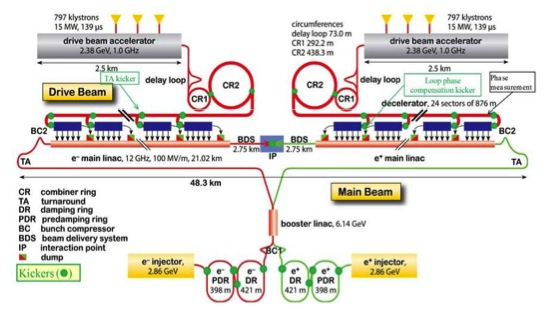 797 klystrons
15 MW, 139 µs
drive beam accelerator
2.38 GeV, 1.0 GHz
2.5 km
TA kicker
delay loop
CR2
CR1
Drive Beam
circumferences
delay loop 73.0 m
CR1 292.2 m
CR2 438.3 m
797 klystrons
15 MW, 139 µs
drive beam accelerator
2.38 GeV, 1.0 GHz
2.5 km
CR2
CR1
delay loop
Loop phase
compensation kicker
Phase
measurement
decelerator, 24 sectors of 876 m
BC2
BDS
2.75 km
IP
BDS
2.75 km
BC2
TA
e⁻ main linac, 12 GHz, 100 MV/m, 21.02 km
e⁺ main linac
TA
48.3 km
Main Beam
CR combiner ring
TA turnaround
DR damping ring
PDR predamping ring
BC bunch compressor
BDS beam delivery system
IP interaction point
dump
Kickers ( )
booster linac, 6.14 GeV
BC1
e⁻ injector,
2.86 GeV
e⁻
PDR
398 m
e⁻
DR
421 m
e⁺
DR
421 m
e⁺
PDR
398 m
e⁺ injector,
2.86 GeV